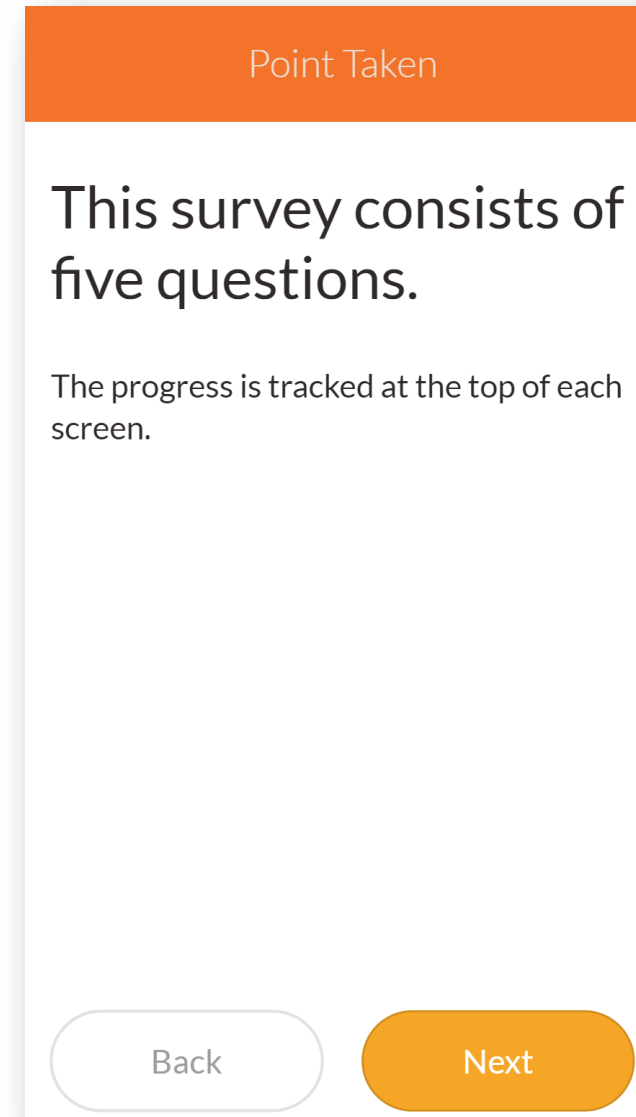 Point Taken
This survey consists of
five questions.
The progress is tracked at the top of each
screen.
Back
Next